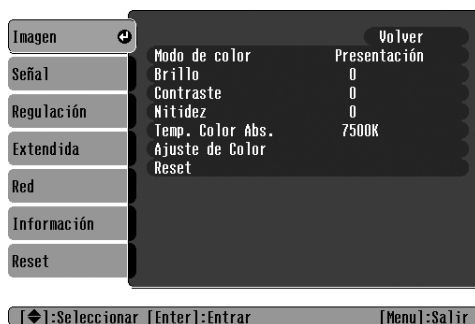 Imagen
Señal
Regulación
Extendida
Red
Información
Reset
Volver
Modo de color Presentación
Brillo 0
Contraste 0
Nitidez 0
Temp. Color Abs. 7500K
Ajuste de Color
Reset
[◆]:Seleccionar [Enter]:Entrar [Menu]:Salir